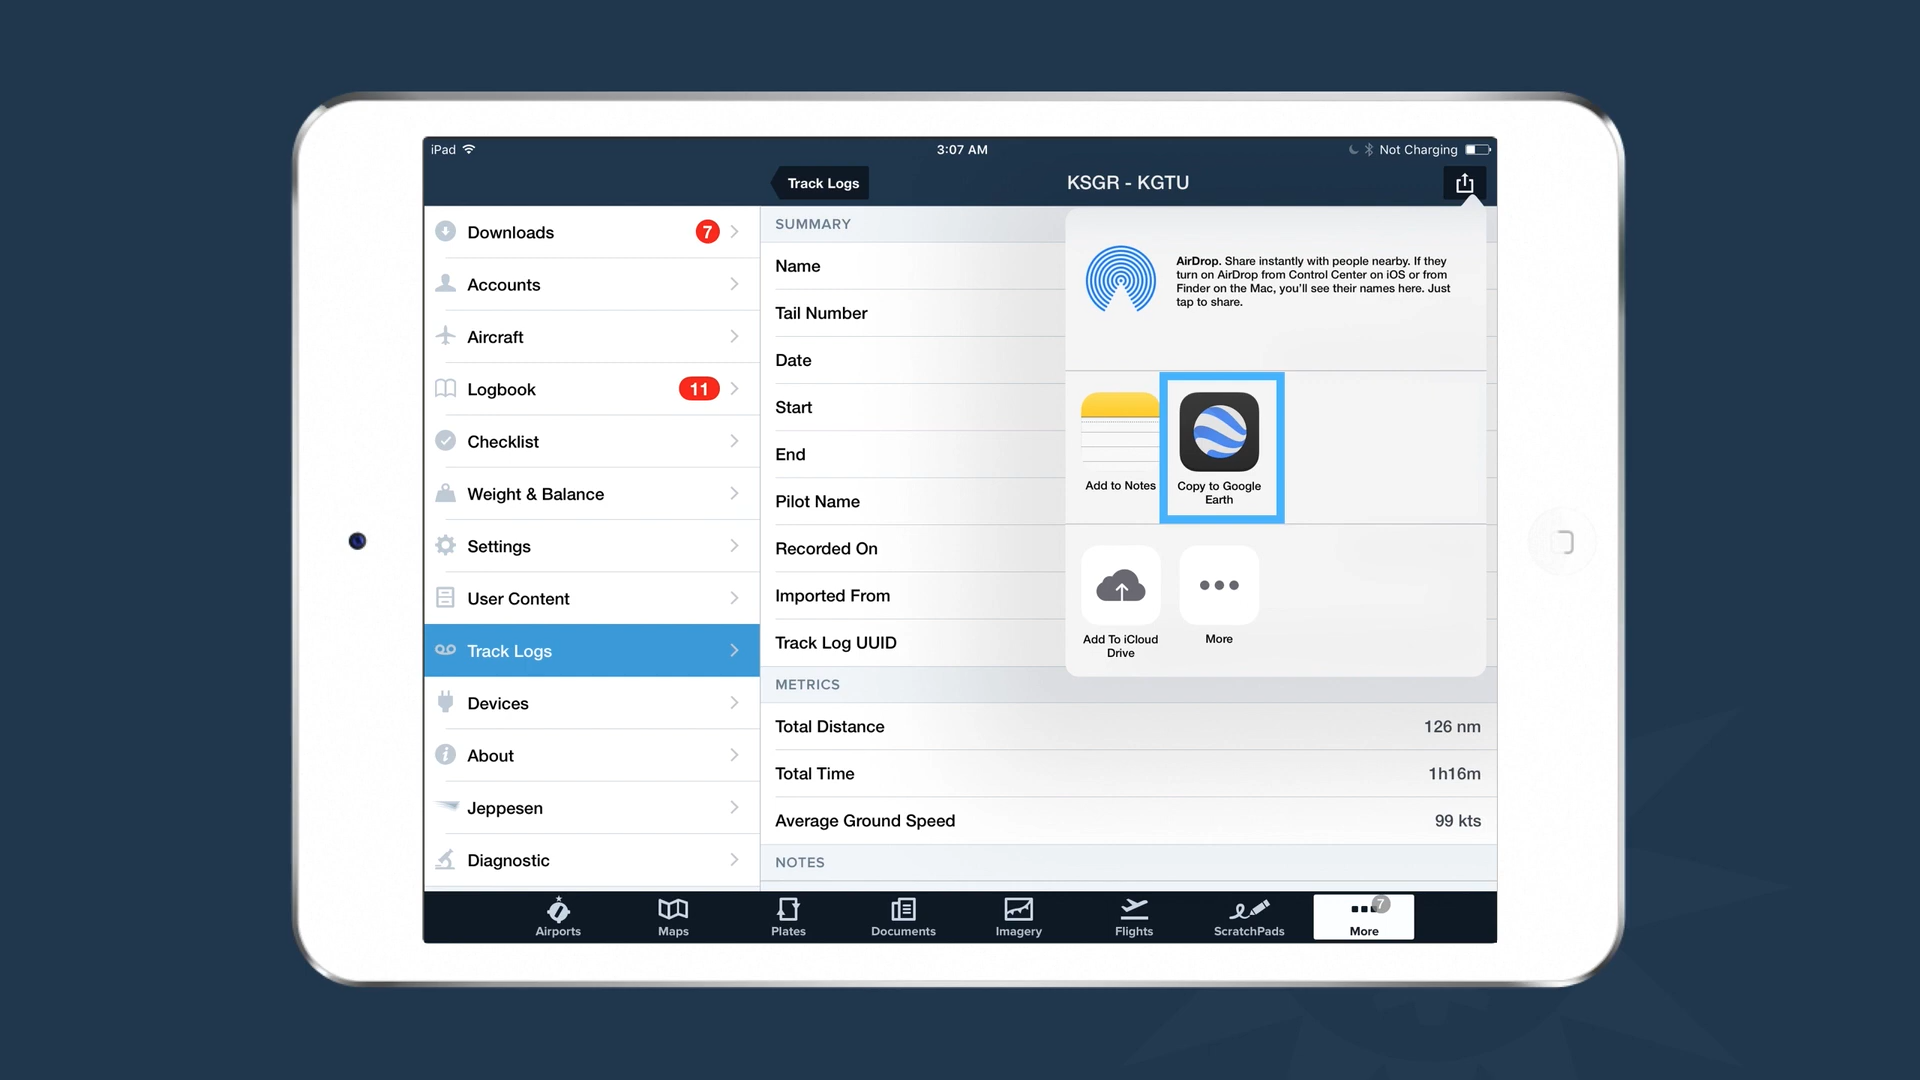 iPad
3:07 AM
Not Charging
Track Logs
KSGR - KGTU
Downloads
7
Accounts
Aircraft
Logbook
11
Checklist
Weight & Balance
Settings
User Content
Track Logs
Devices
About
Jeppesen
Diagnostic
SUMMARY
Name
Tail Number
Date
Start
End
Pilot Name
Recorded On
Imported From
Track Log UUID
METRICS
Total Distance
126 nm
Total Time
1h16m
Average Ground Speed
99 kts
NOTES
AirDrop. Share instantly with people nearby. If they
turn on AirDrop from Control Center on iOS or from
Finder on the Mac, you'll see their names here. Just
tap to share.
Add to Notes
Copy to Google
Earth
Add To iCloud
Drive
More
Airports
Maps
Plates
Documents
Imagery
Flights
ScratchPads
7
More